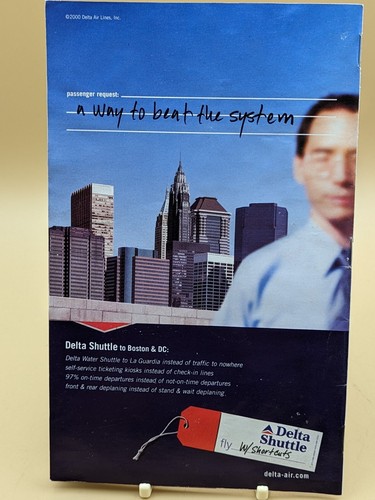 ©2000 Delta Air Lines, Inc.
passenger request:
a way to beat the system
Delta Shuttle to Boston & DC:
Delta Water Shuttle to La Guardia instead of traffic to nowhere
self-service ticketing kiosks instead of check-in lines
97% on-time departures instead of not-on-time departures
front & rear deplaning instead of stand & wait deplaning
Delta
Shuttle
fly w/shortcuts
delta-air.com